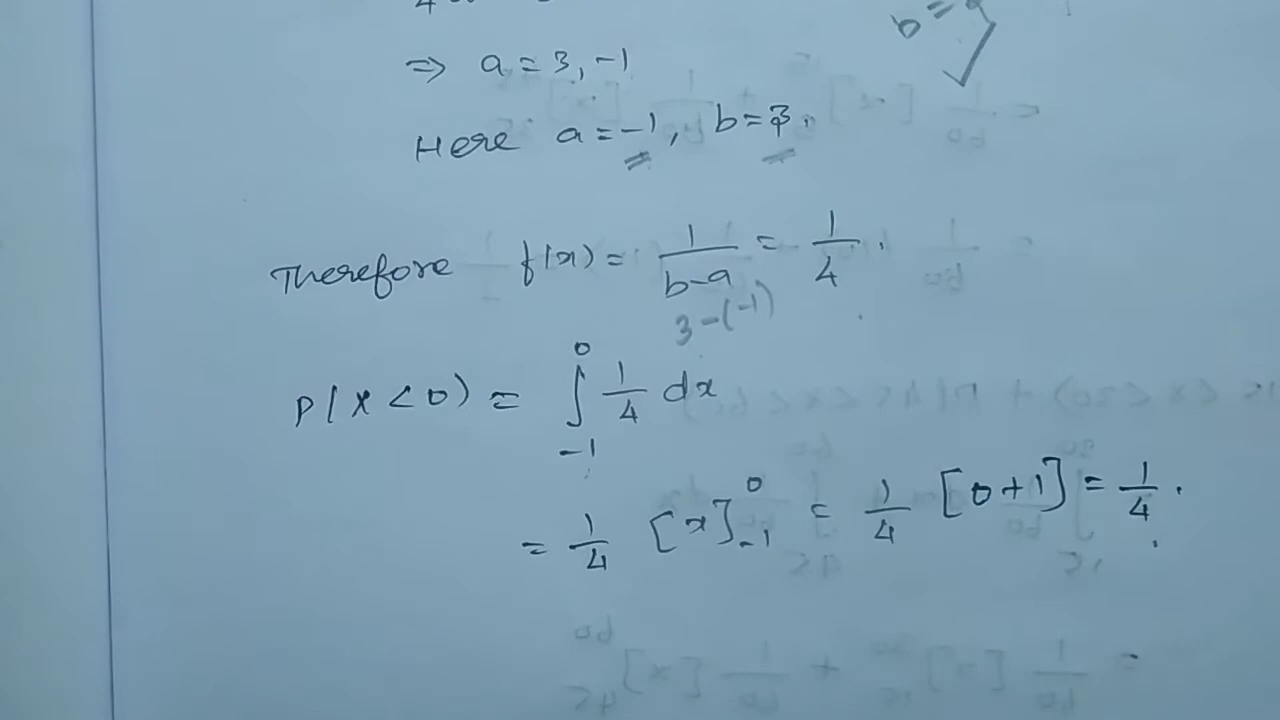 ⇒ a = 3, -1
b =
Here a = -1, b = 3.
Therefore f(x) = 1/(b-a) = 1/4.
3-(-1)
P(X < 0) = ∫_{-1}^{0} 1/4 dx
= 1/4 [x]_{-1}^{0} = 1/4 [0+1] = 1/4.